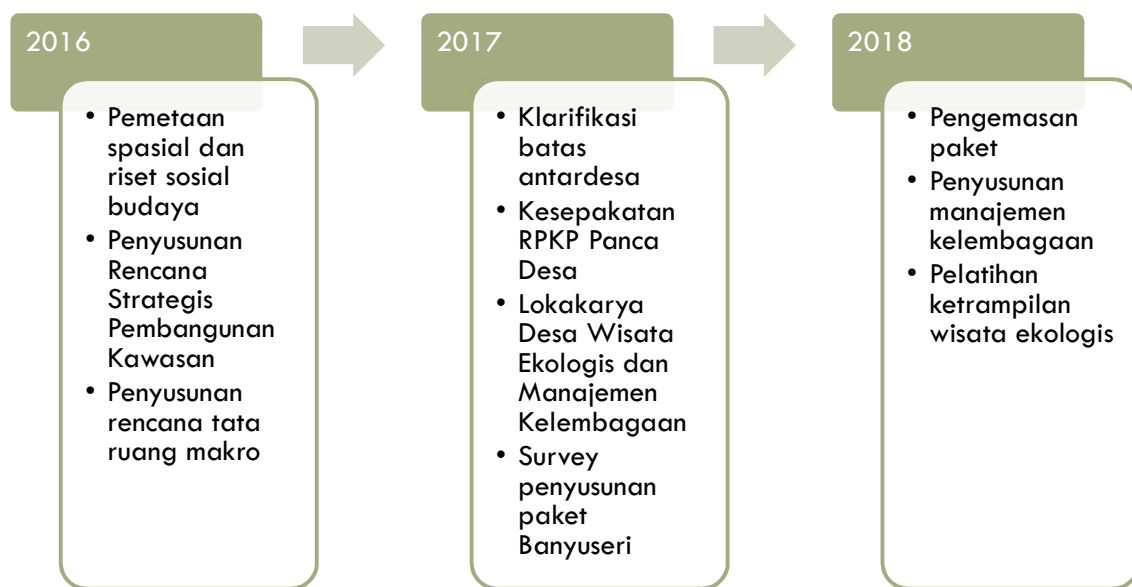 2016
• Pemetaan
spasial dan
riset sosial
budaya
• Penyusunan
Rencana
Strategis
Pembangunan
Kawasan
• Penyusunan
rencana tata
ruang makro
2017
• Klarifikasi
batas
antardesa
• Kesepakatan
RPKP Panca
Desa
• Lokakarya
Desa Wisata
Ekologis dan
Manajemen
Kelembagaan
• Survey
penyusunan
paket
Banyuseri
2018
• Pengemasan
paket
• Penyusunan
manajemen
kelembagaan
• Pelatihan
ketrampilan
wisata ekologis